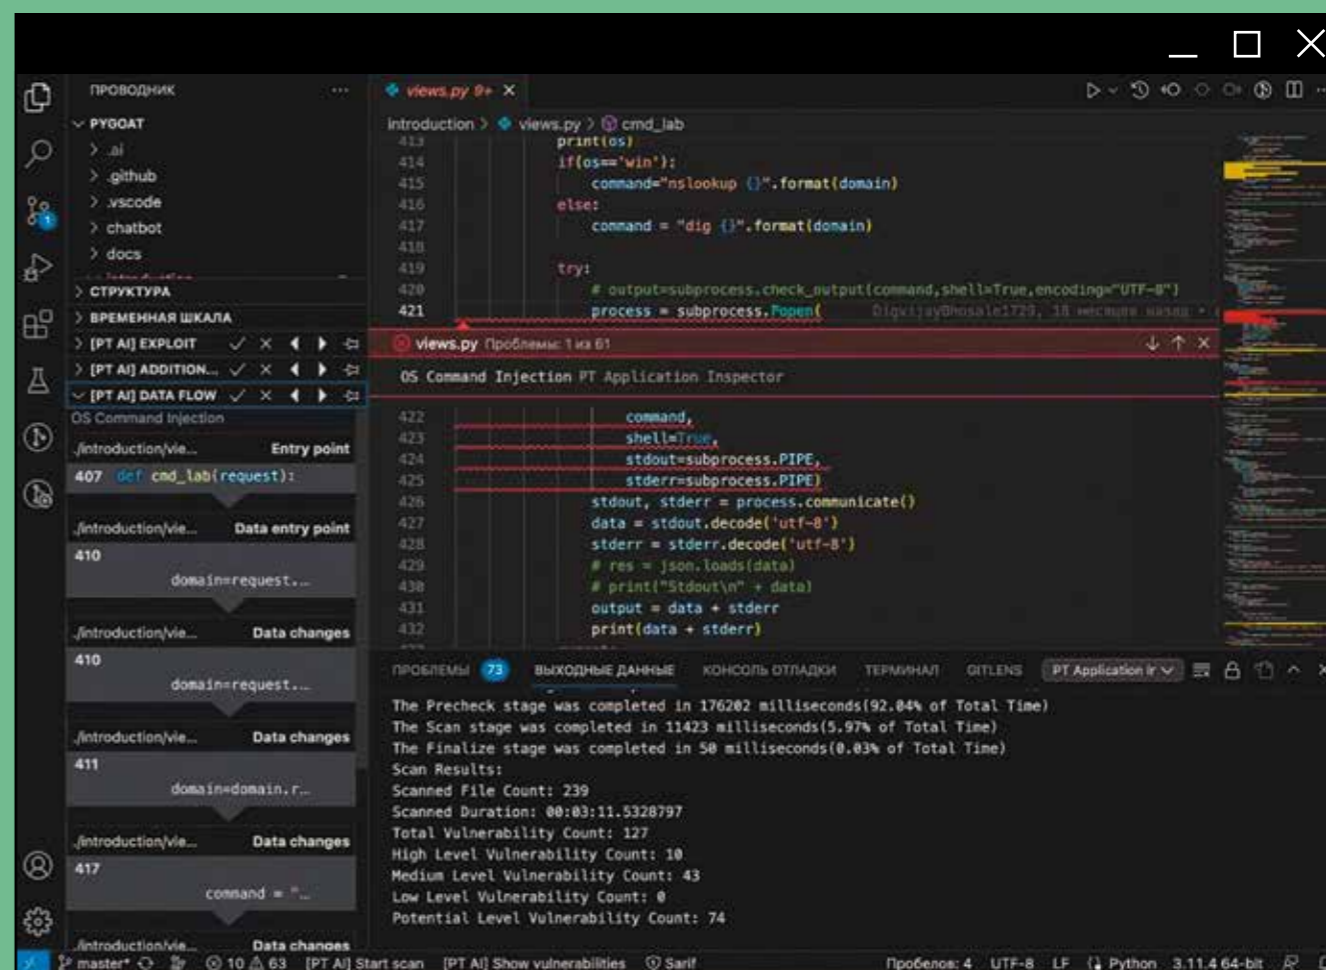 ПРОВОДНИК ...
PYGOAT
.ai
.github
.vscode
chatbot
docs
СТРУКТУРА
ВРЕМЕННАЯ ШКАЛА
[PT AI] EXPLOIT
[PT AI] ADDITION...
[PT AI] DATA FLOW
OS Command Injection
./introduction/vie... Entry point
407 def cmd_lab(request):
./introduction/vie... Data entry point
410
domain=request....
./introduction/vie... Data changes
410
domain=request....
./introduction/vie... Data changes
411
domain=domain.r...
./introduction/vie... Data changes
417
command = "...
./introduction/vie... Data changes
views.py 9+
introduction > views.py > cmd_lab
413 print(os)
414 if(os=='win'):
415 command="nslookup {}".format(domain)
416 else:
417 command = "dig {}".format(domain)
418
419 try:
420 # output=subprocess.check_output(command,shell=True,encoding="UTF-8")
421 process = subprocess.Popen( 18 месяцев назад •
views.py Проблемы: 1 из 61
OS Command Injection PT Application Inspector
422 command,
423 shell=True,
424 stdout=subprocess.PIPE,
425 stderr=subprocess.PIPE)
426 stdout, stderr = process.communicate()
427 data = stdout.decode('utf-8')
428 stderr = stderr.decode('utf-8')
429 # res = json.loads(data)
430 # print("Stdout\n" + data)
431 output = data + stderr
432 print(data + stderr)
ПРОБЛЕМЫ 73 ВЫХОДНЫЕ ДАННЫЕ КОНСОЛЬ ОТЛАДКИ ТЕРМИНАЛ GITLENS PT Application Ir
The Precheck stage was completed in 176202 milliseconds(92.04% of Total Time)
The Scan stage was completed in 11423 milliseconds(5.97% of Total Time)
The Finalize stage was completed in 50 milliseconds(0.03% of Total Time)
Scan Results:
Scanned File Count: 239
Scanned Duration: 00:03:11.5328797
Total Vulnerability Count: 127
High Level Vulnerability Count: 10
Medium Level Vulnerability Count: 43
Low Level Vulnerability Count: 0
Potential Level Vulnerability Count: 74
master* 10 63 [PT AI] Start scan [PT AI] Show vulnerabilities Sarif Пробелов: 4 UTF-8 LF Python 3.11.4 64-bit